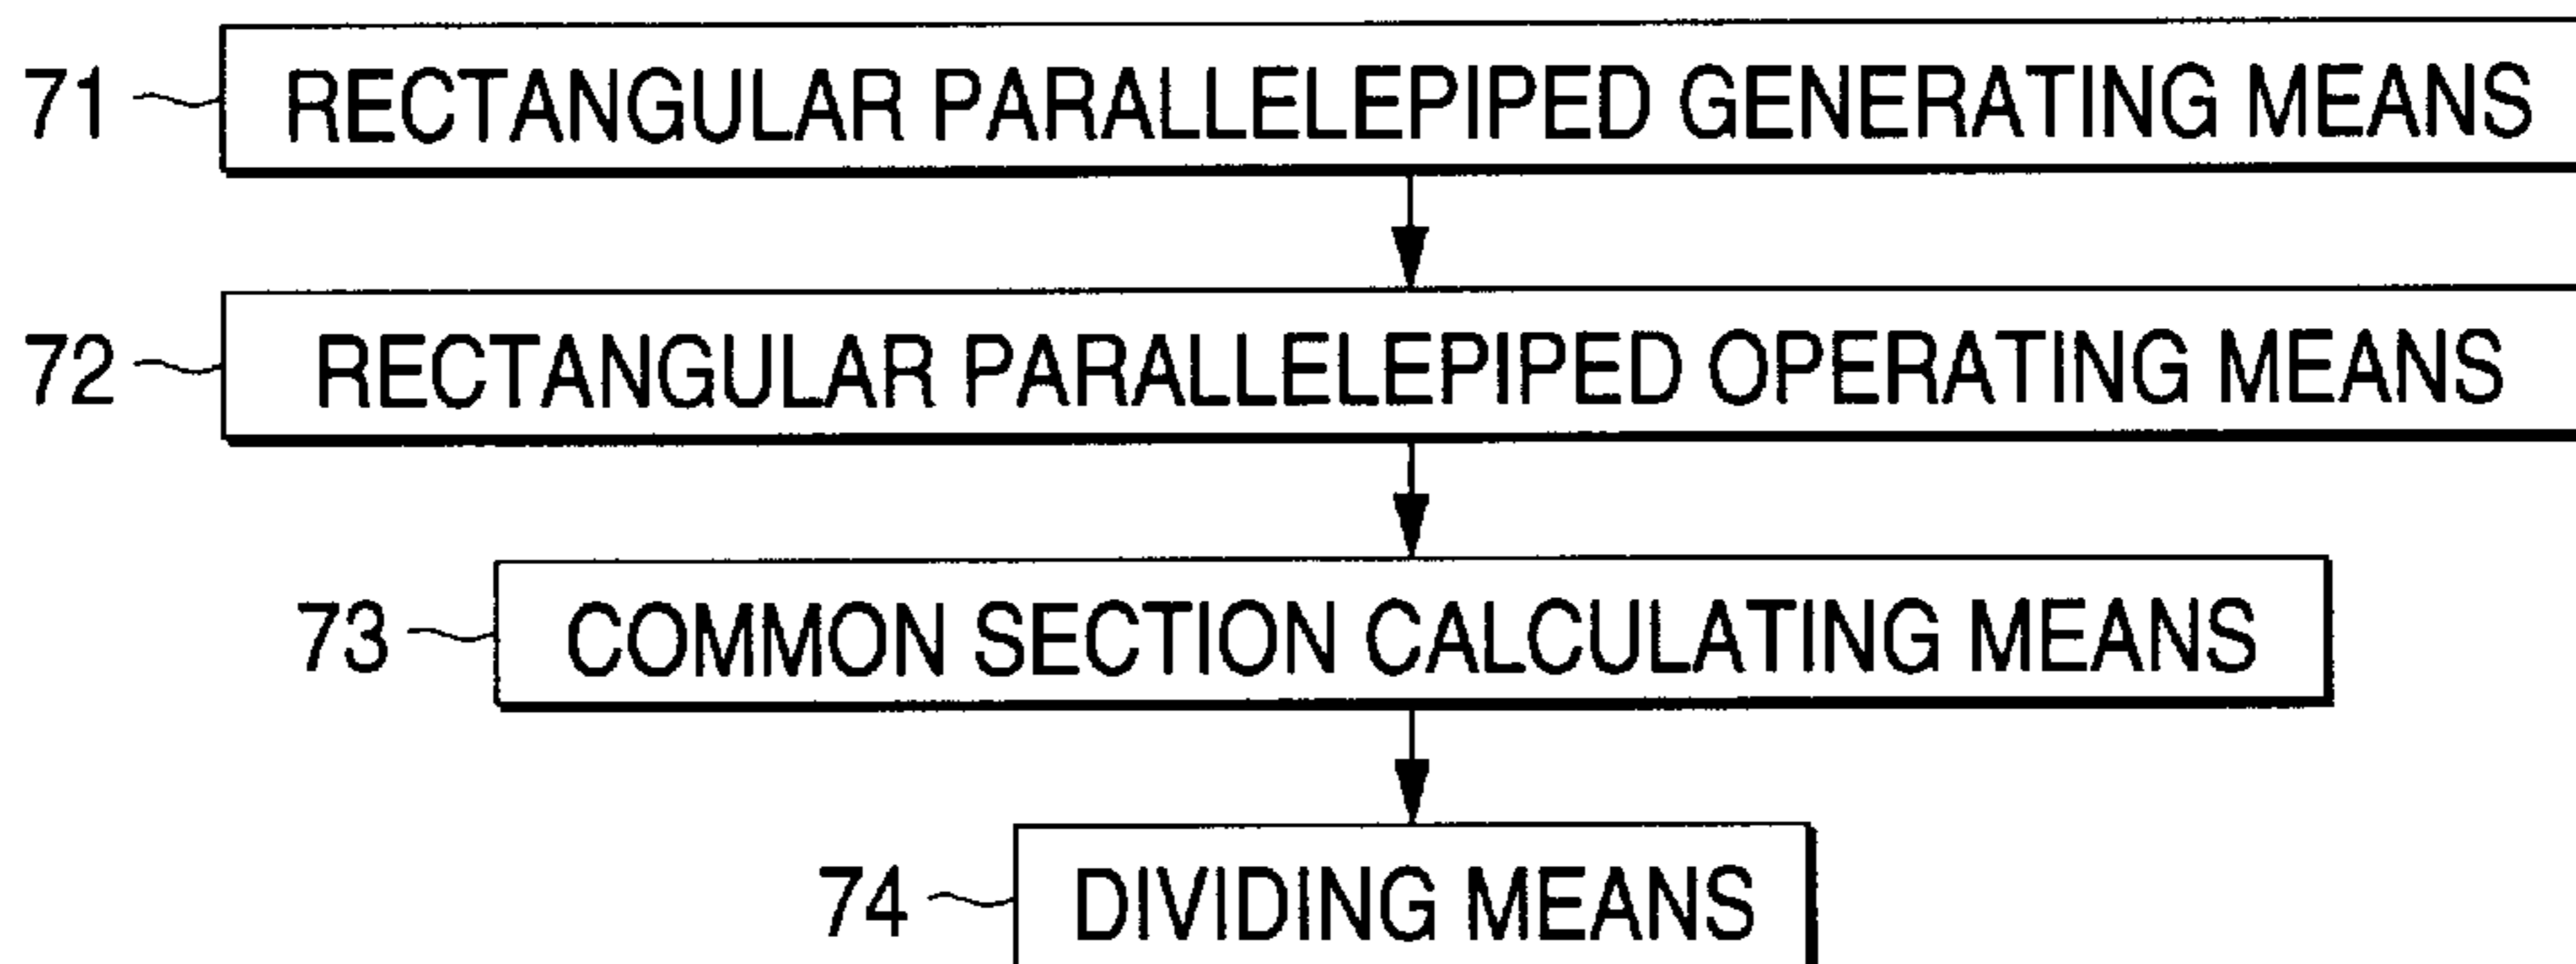 71 RECTANGULAR PARALLELEPIPED GENERATING MEANS
72 RECTANGULAR PARALLELEPIPED OPERATING MEANS
73 COMMON SECTION CALCULATING MEANS
74 DIVIDING MEANS